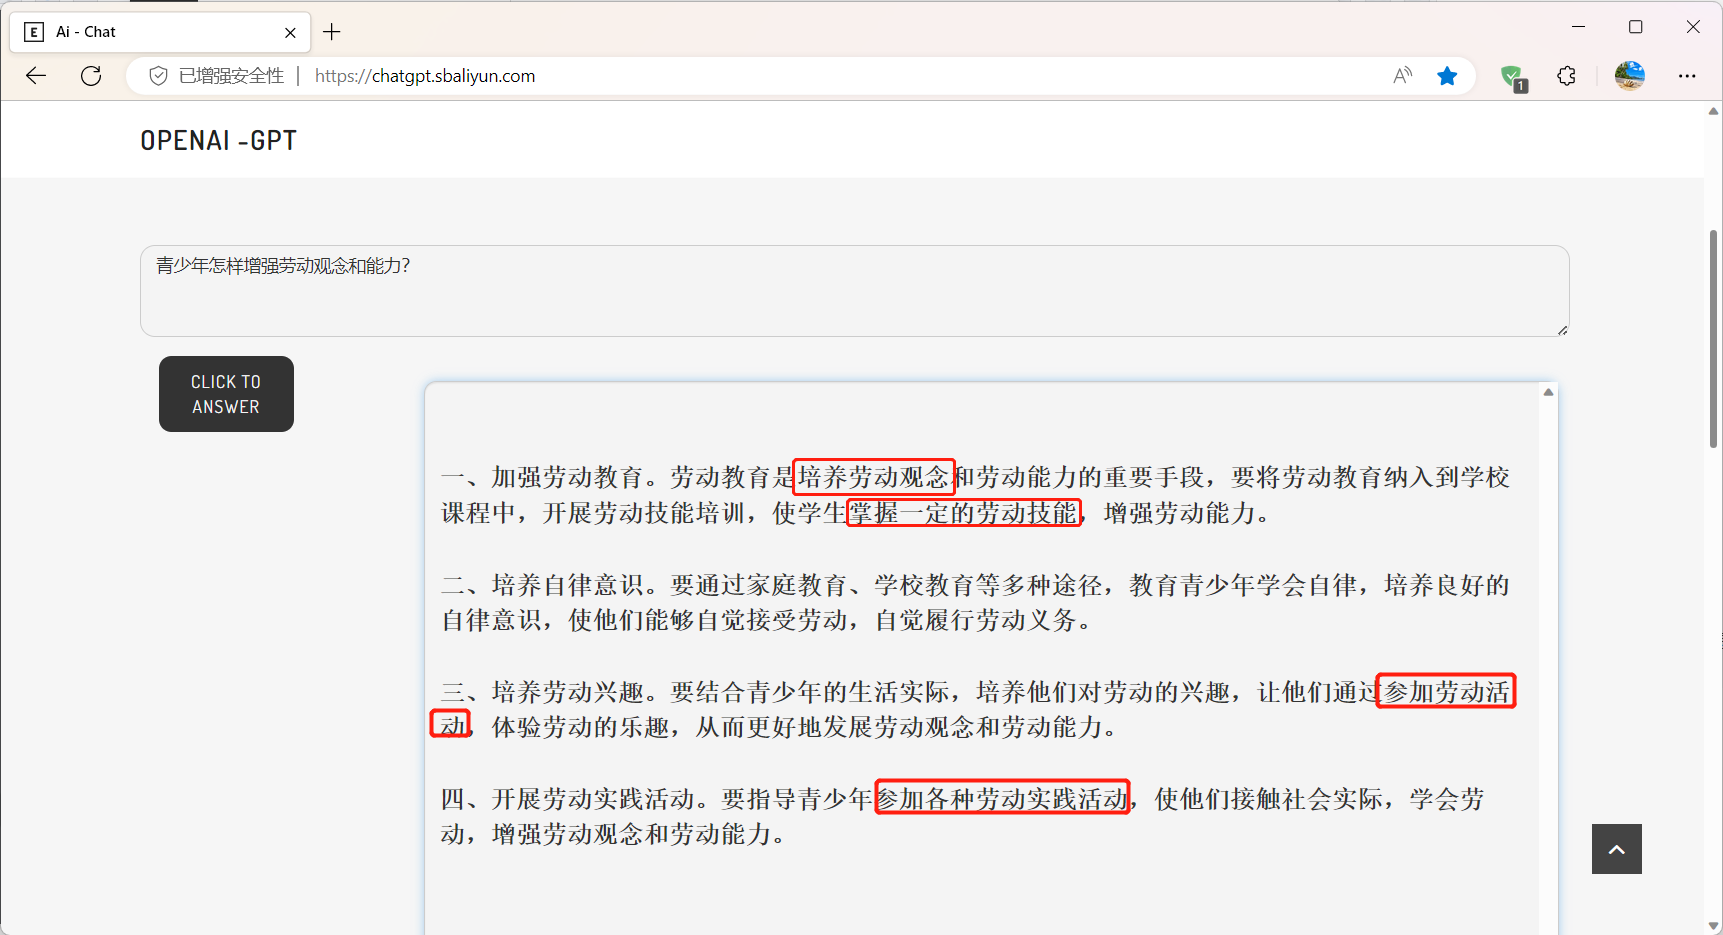 E Ai - Chat
已增强安全性 | https://chatgpt.sbaliyun.com
1
OPENAI -GPT
青少年怎样增强劳动观念和能力?
CLICK TO
ANSWER
一、加强劳动教育。劳动教育是培养劳动观念和劳动能力的重要手段，要将劳动教育纳入到学校
课程中，开展劳动技能培训，使学生掌握一定的劳动技能，增强劳动能力。
二、培养自律意识。要通过家庭教育、学校教育等多种途径，教育青少年学会自律，培养良好的
自律意识，使他们能够自觉接受劳动，自觉履行劳动义务。
三、培养劳动兴趣。要结合青少年的生活实际，培养他们对劳动的兴趣，让他们通过参加劳动活
动，体验劳动的乐趣，从而更好地发展劳动观念和劳动能力。
四、开展劳动实践活动。要指导青少年参加各种劳动实践活动，使他们接触社会实际，学会劳
动，增强劳动观念和劳动能力。